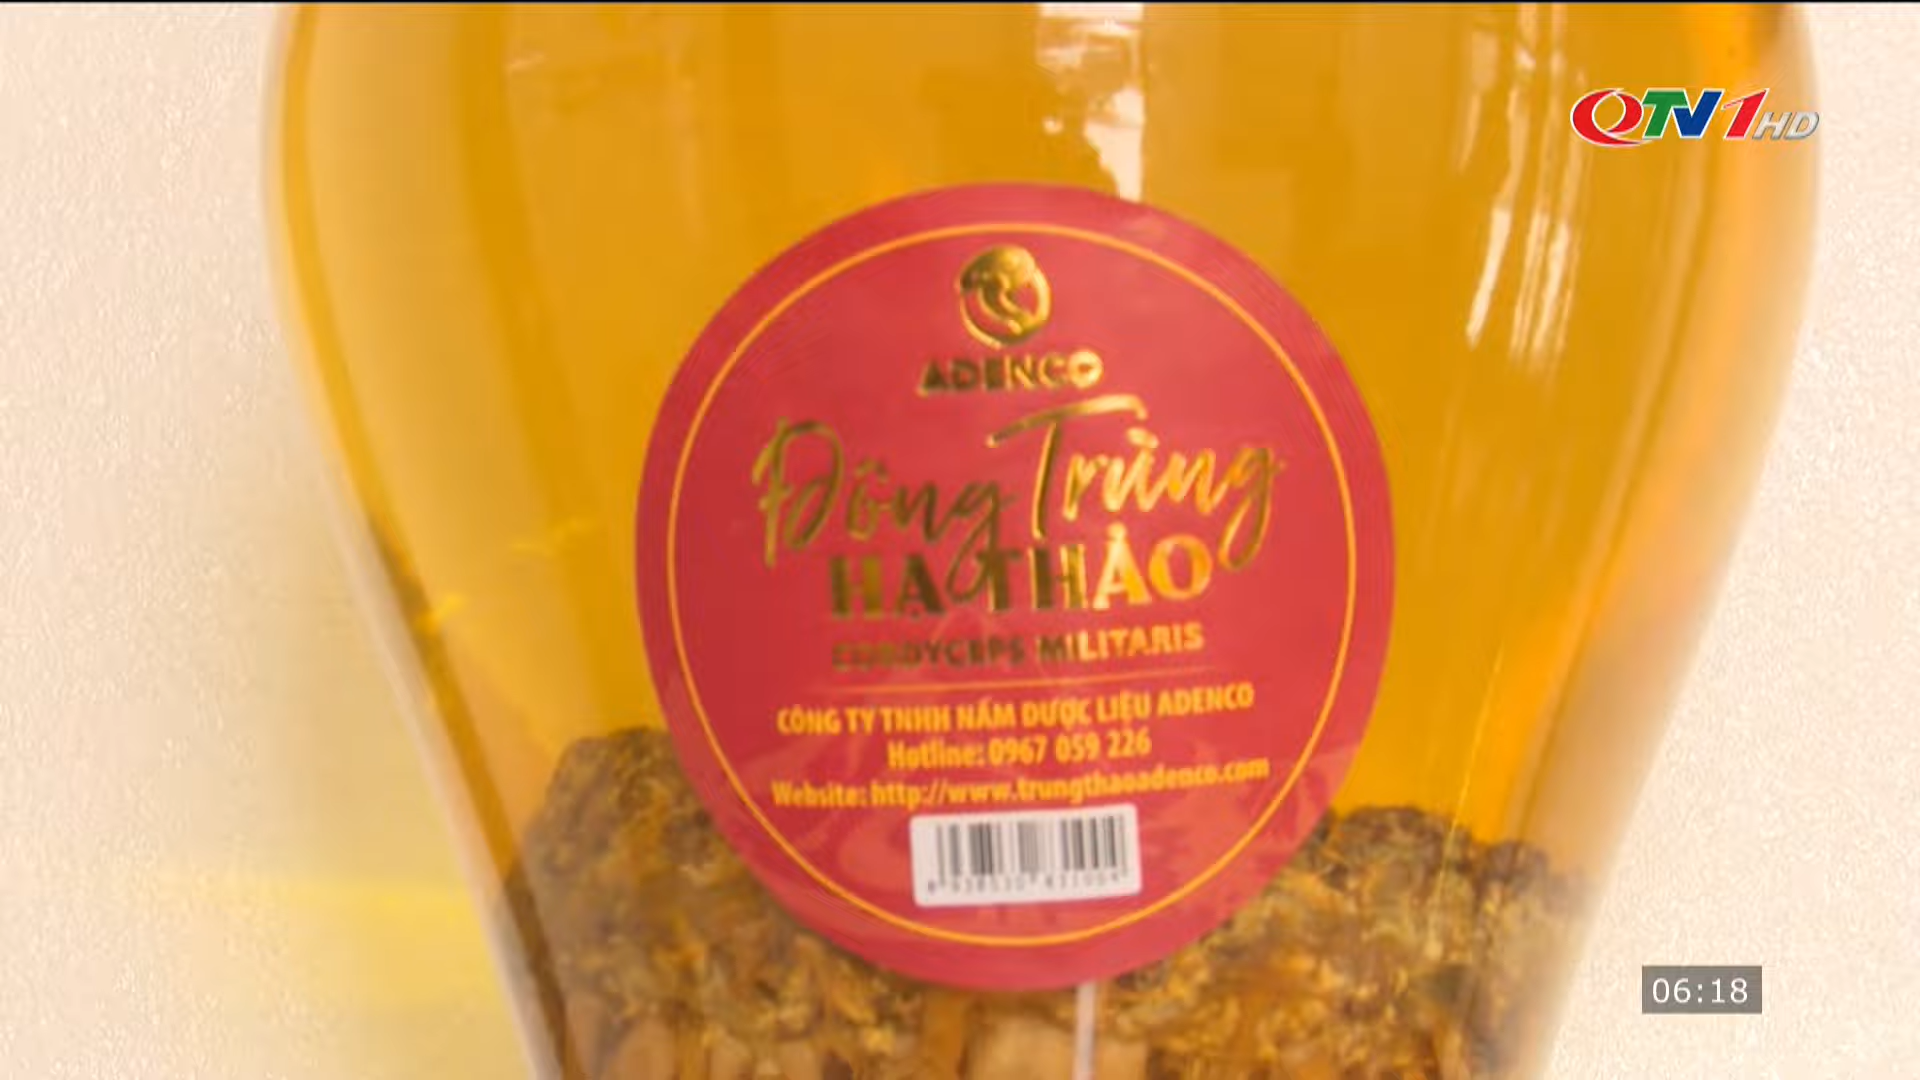 QTV1HD
ADENCO
Đông Trùng
HẠ THẢO
CORDYCEPS MILITARIS
CÔNG TY TNHH NẤM DƯỢC LIỆU ADENCO
Hotline: 0967 059 226
Website: http://www.trungthaoadenco.com
06:18